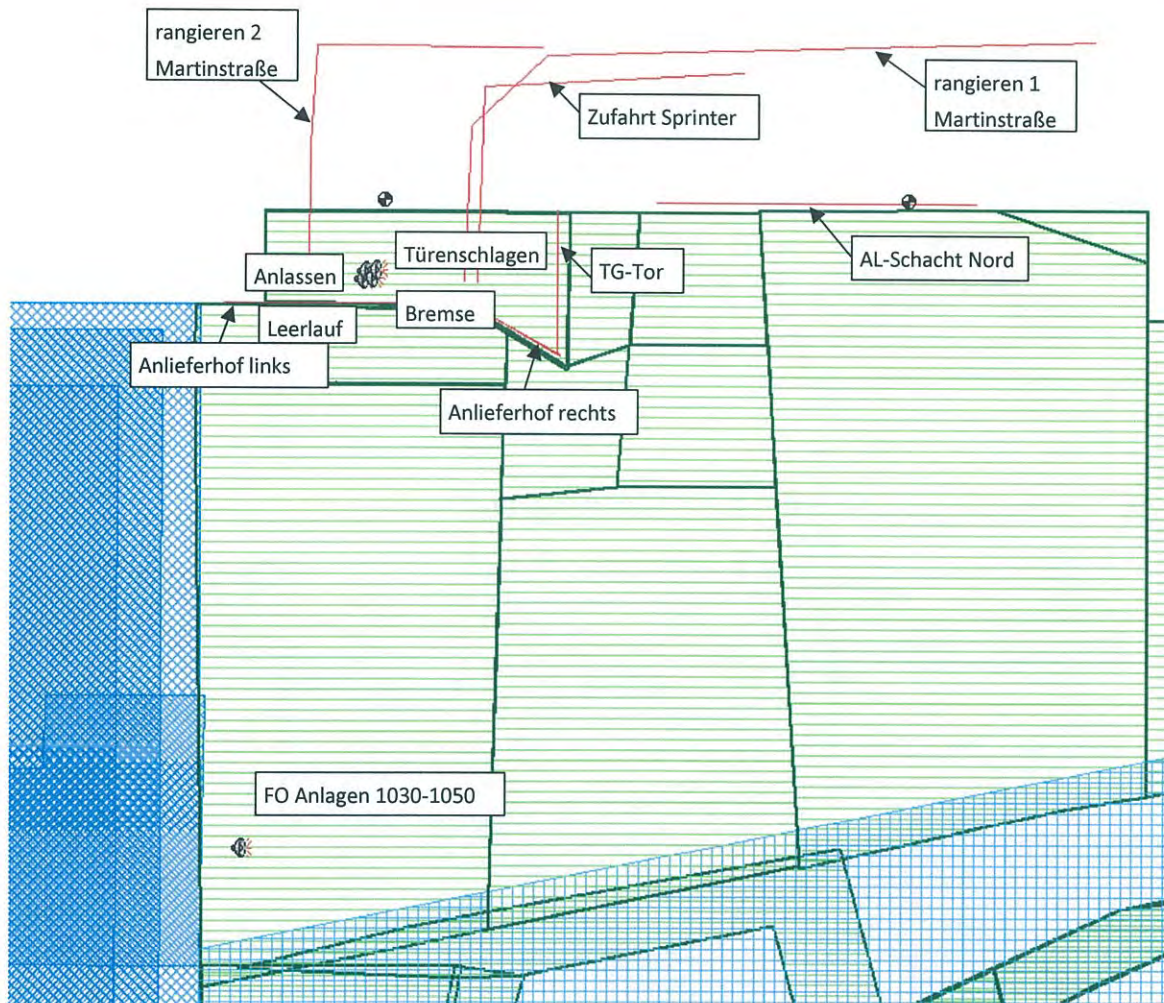 rangieren 2
Martinstraße
rangieren 1
Martinstraße
Zufahrt Sprinter
Türenschlagen
TG-Tor
AL-Schacht Nord
Anlassen
Bremse
Leerlauf
Anlieferhof links
Anlieferhof rechts
FO Anlagen 1030-1050